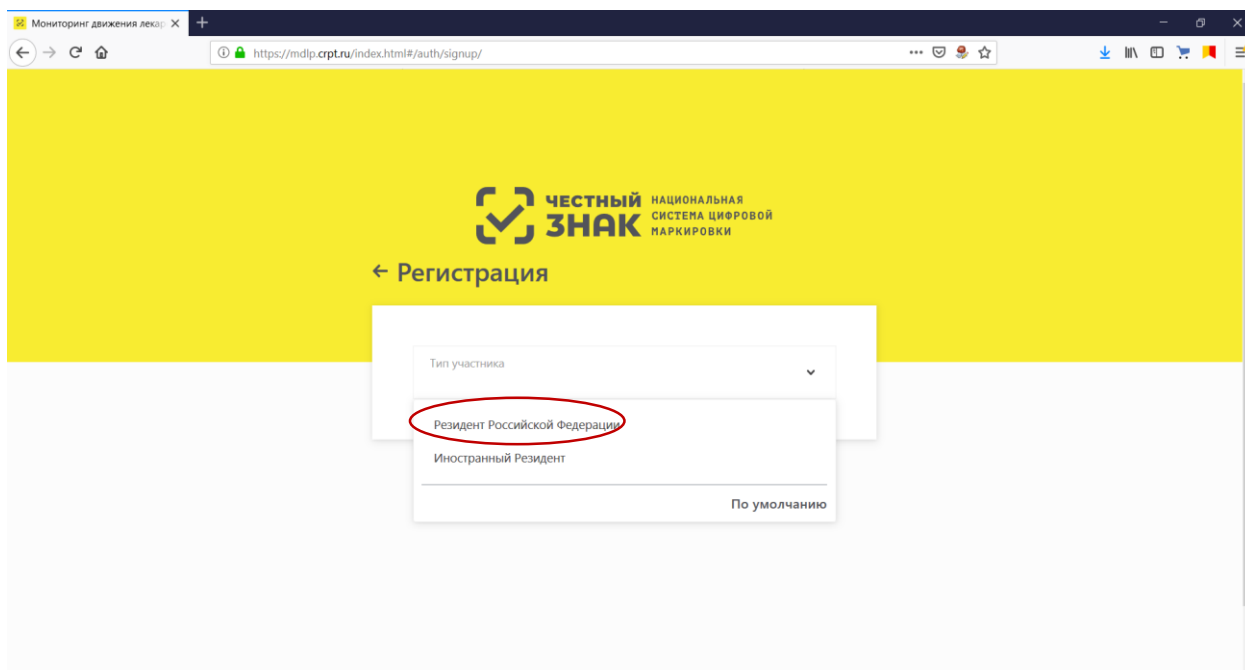 Мониторинг движения лекар
https://mdlp.crpt.ru/index.html#/auth/signup/
ЧЕСТНЫЙ
ЗНАК
НАЦИОНАЛЬНАЯ
СИСТЕМА ЦИФРОВОЙ
МАРКИРОВКИ
← Регистрация
Тип участника
Резидент Российской Федерации
Иностранный Резидент
По умолчанию